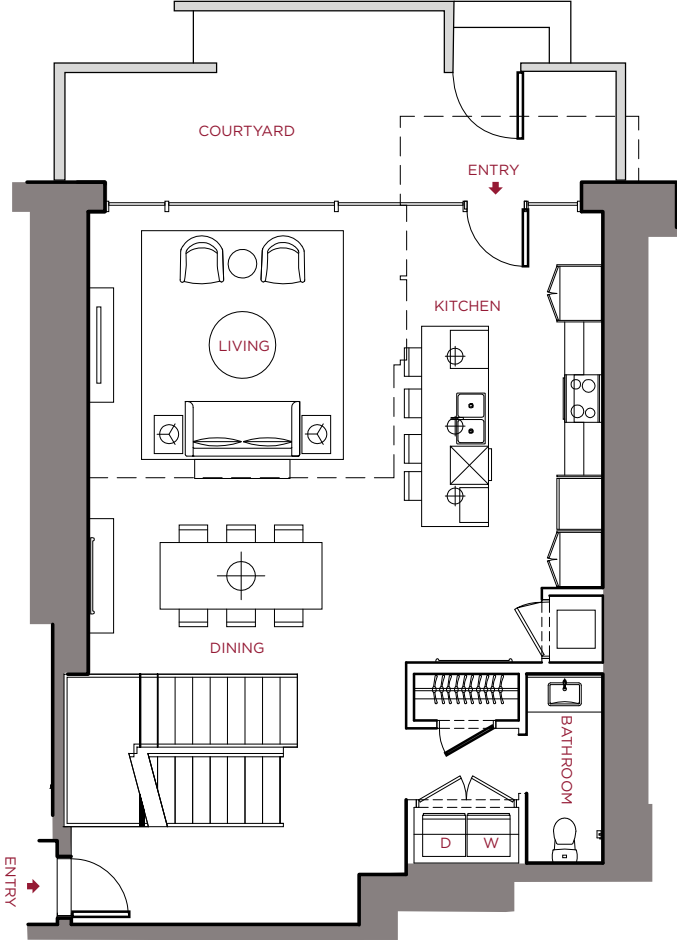 COURTYARD
ENTRY
KITCHEN
LIVING
DINING
BATHROOM
D
W
ENTRY